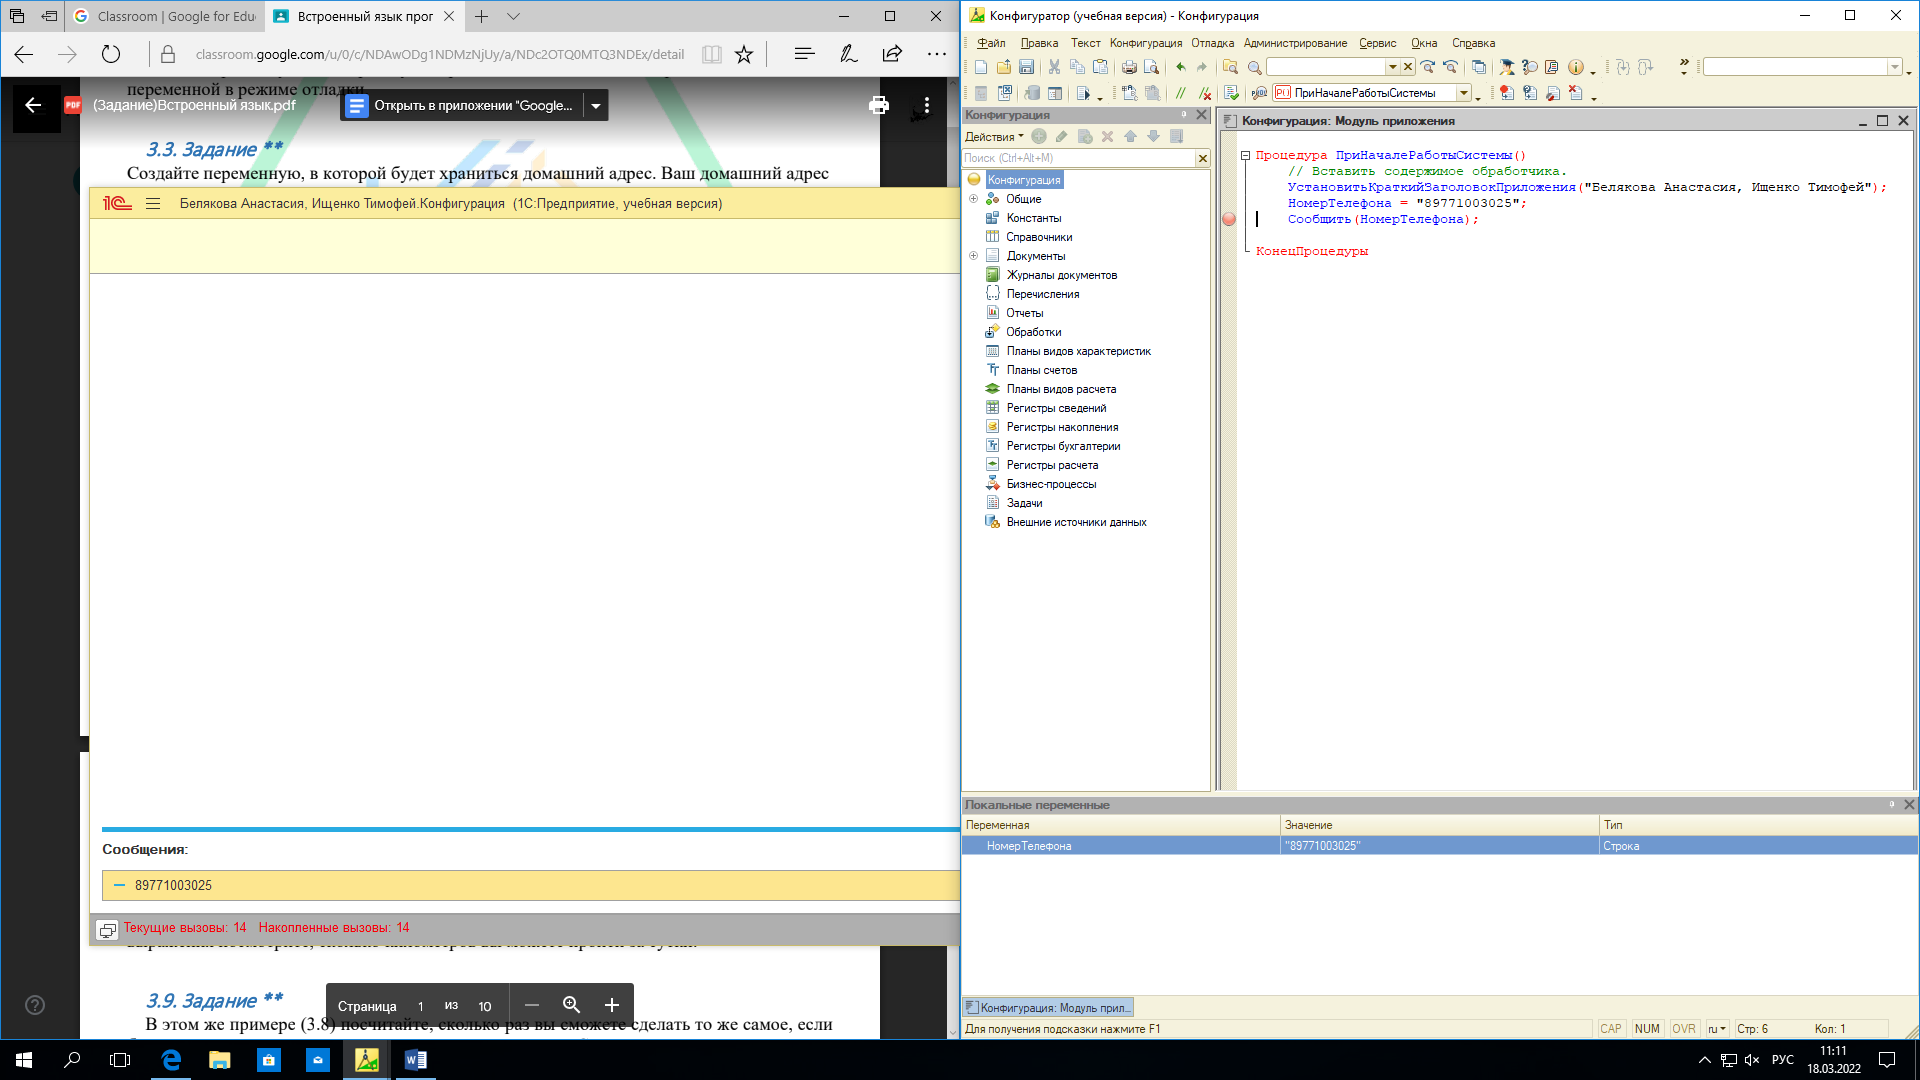 Classroom | Google for Edu
Встроенный язык прог
classroom.google.com/u/0/c/NDAwODg1NDMzNjUy/a/NDc2OTQ0MTQ3NDEx/detail
переменной в режиме отладки
PDF
(Задание)Встроенный язык.pdf
Открыть в приложении "Google...
3.3. Задание **
Создайте переменную, в которой будет храниться домашний адрес. Ваш домашний адрес
1С
Белякова Анастасия, Ищенко Тимофей.Конфигурация (1С:Предприятие, учебная версия)
Сообщения:
89771003025
Текущие вызовы: 14 Накопленные вызовы: 14
3.9. Задание **
Страница 1 из 10
В этом же примере (3.8) посчитайте, сколько раз вы сможете сделать то же самое, если
Конфигуратор (учебная версия) - Конфигурация
Файл Правка Текст Конфигурация Отладка Администрирование Сервис Окна Справка
ПриНачалеРаботыСистемы
Конфигурация
Действия
Поиск (Ctrl+Alt+M)
Конфигурация
Общие
Константы
Справочники
Документы
Журналы документов
Перечисления
Отчеты
Обработки
Планы видов характеристик
Планы счетов
Планы видов расчета
Регистры сведений
Регистры накопления
Регистры бухгалтерии
Регистры расчета
Бизнес-процессы
Задачи
Внешние источники данных
Конфигурация: Модуль приложения
Процедура ПриНачалеРаботыСистемы()
// Вставить содержимое обработчика.
УстановитьКраткийЗаголовокПриложения("Белякова Анастасия, Ищенко Тимофей");
НомерТелефона = "89771003025";
Сообщить(НомерТелефона);
КонецПроцедуры
Локальные переменные
Переменная Значение Тип
НомерТелефона "89771003025" Строка
Конфигурация: Модуль прил...
Для получения подсказки нажмите F1
CAP NUM OVR ru Стр: 6 Кол: 1
РУС
11:11
18.03.2022